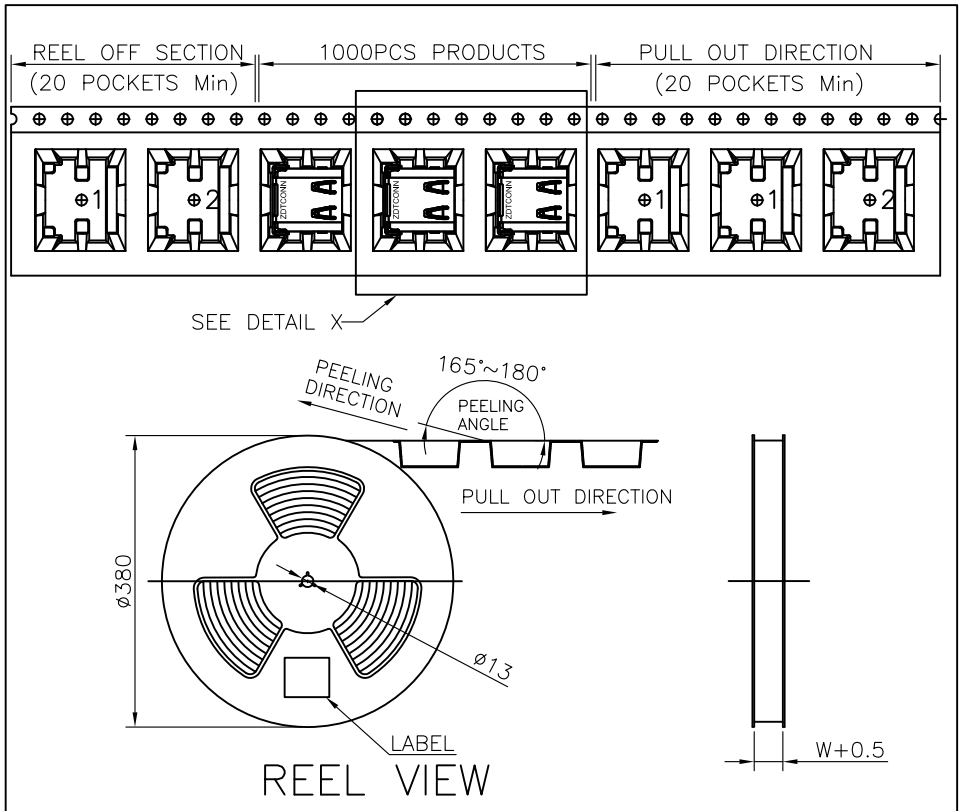 REEL OFF SECTION
(20 POCKETS Min)
1000PCS PRODUCTS
PULL OUT DIRECTION
(20 POCKETS Min)
1
2
ZDTCONN
ZDTCONN
ZDTCONN
1
1
2
SEE DETAIL X
PEELING
DIRECTION
165°~180°
PEELING
ANGLE
PULL OUT DIRECTION
ø380
ø13
LABEL
W+0.5
REEL VIEW